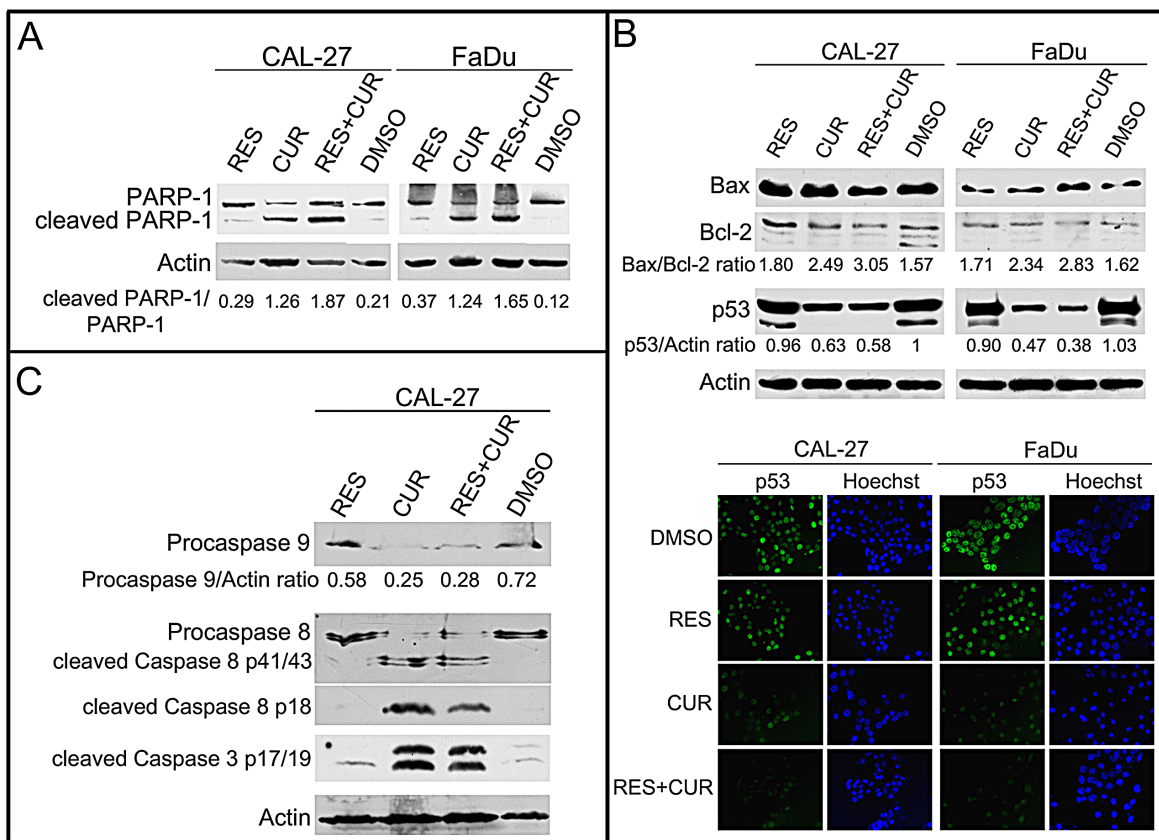 A
CAL-27 FaDu
RES CUR RES+CUR DMSO RES CUR RES+CUR DMSO
PARP-1
cleaved PARP-1
Actin
cleaved PARP-1/ 0.29 1.26 1.87 0.21 0.37 1.24 1.65 0.12
PARP-1
B
CAL-27 FaDu
RES CUR RES+CUR DMSO RES CUR RES+CUR DMSO
Bax
Bcl-2
Bax/Bcl-2 ratio 1.80 2.49 3.05 1.57 1.71 2.34 2.83 1.62
p53
p53/Actin ratio 0.96 0.63 0.58 1 0.90 0.47 0.38 1.03
Actin
CAL-27 FaDu
p53 Hoechst p53 Hoechst
DMSO
RES
CUR
RES+CUR
C
CAL-27
RES CUR RES+CUR DMSO
Procaspase 9
Procaspase 9/Actin ratio 0.58 0.25 0.28 0.72
Procaspase 8
cleaved Caspase 8 p41/43
cleaved Caspase 8 p18
cleaved Caspase 3 p17/19
Actin